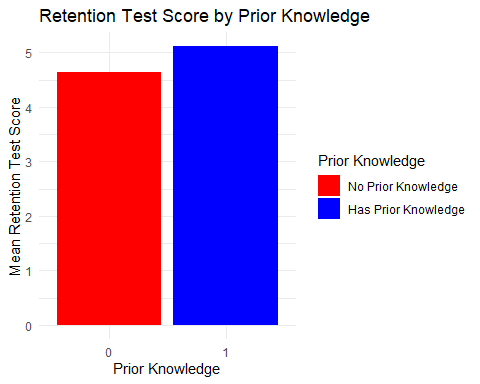 Retention Test Score by Prior Knowledge
Mean Retention Test Score
5
4
3
2
1
0
0
1
Prior Knowledge
Prior Knowledge
No Prior Knowledge
Has Prior Knowledge